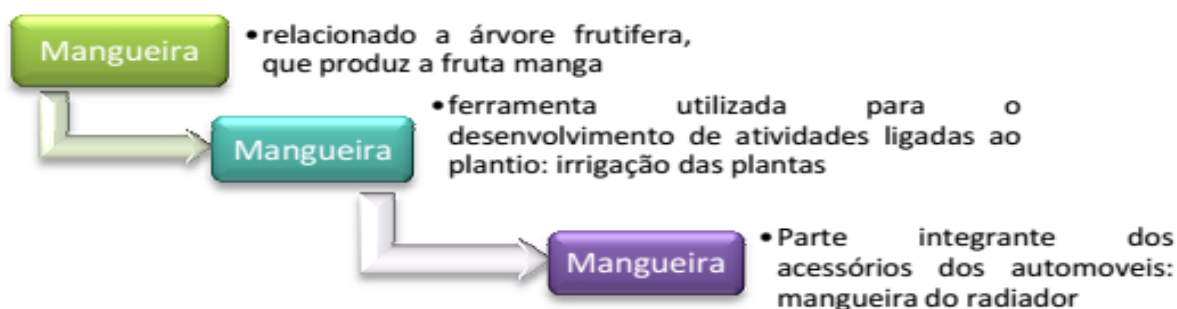 Mangueira
•relacionado a árvore frutifera,
que produz a fruta manga
Mangueira
•ferramenta utilizada para o
desenvolvimento de atividades ligadas ao
plantio: irrigação das plantas
Mangueira
•Parte integrante dos
acessórios dos automoveis:
mangueira do radiador